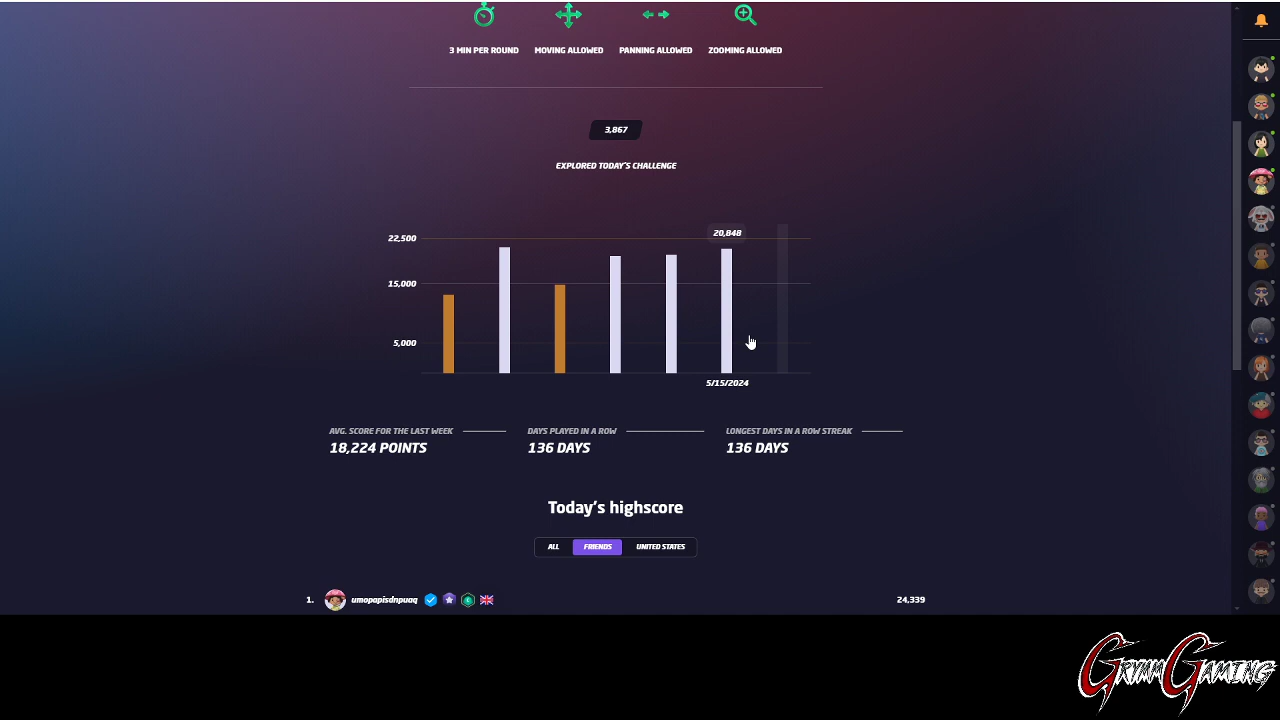 3 MIN PER ROUND MOVING ALLOWED PANNING ALLOWED ZOOMING ALLOWED
3,867
EXPLORED TODAY'S CHALLENGE
22,500
20,848
15,000
5,000
5/15/2024
AVG. SCORE FOR THE LAST WEEK DAYS PLAYED IN A ROW LONGEST DAYS IN A ROW STREAK
18,224 POINTS 136 DAYS 136 DAYS
Today's highscore
ALL FRIENDS UNITED STATES
1. umopapisdnpuaq 24,339
GRIMM GAMING